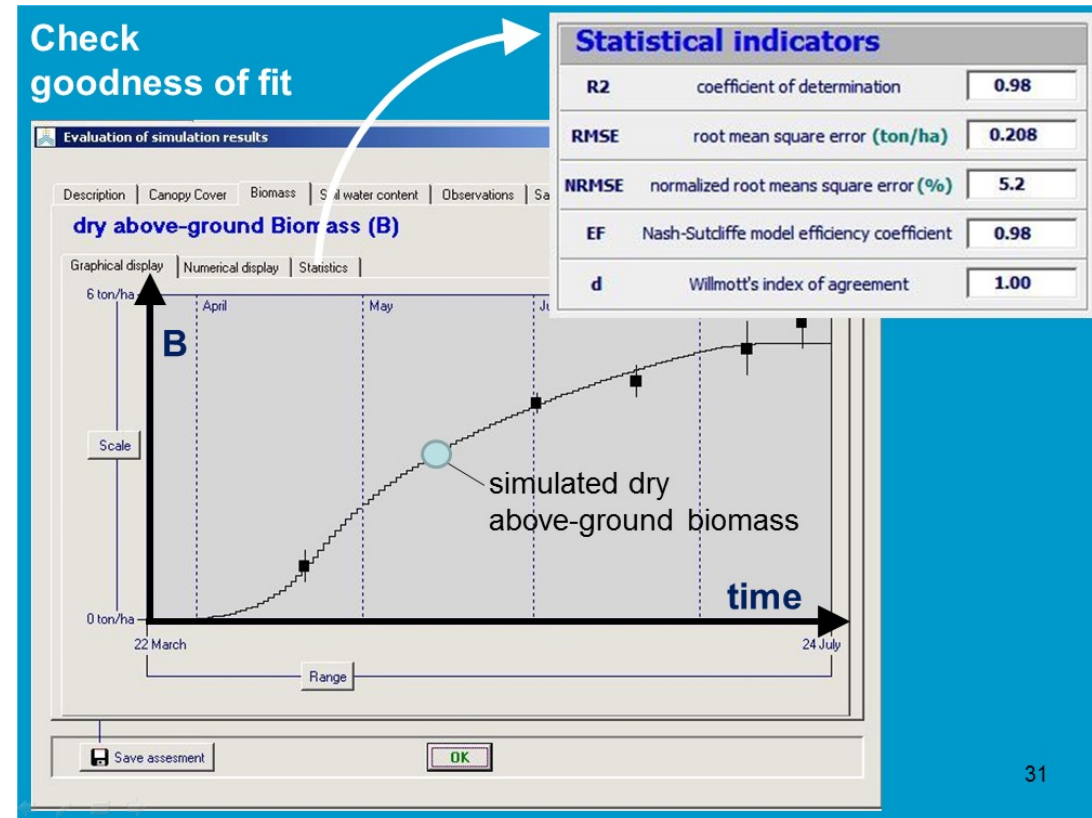 Check
goodness of fit
Statistical indicators
R2 coefficient of determination 0.98
RMSE root mean square error (ton/ha) 0.208
NRMSE normalized root means square error (%) 5.2
EF Nash-Sutcliffe model efficiency coefficient 0.98
d Willmott's index of agreement 1.00
Evaluation of simulation results
Description Canopy Cover Biomass water content Observations
dry above-ground Biomass (B)
Graphical display Numerical display Statistics
6 ton/ha
April May
B
Scale
simulated dry
above-ground biomass
time
0 ton/ha
22 March 24 July
Range
Save assesment OK
31